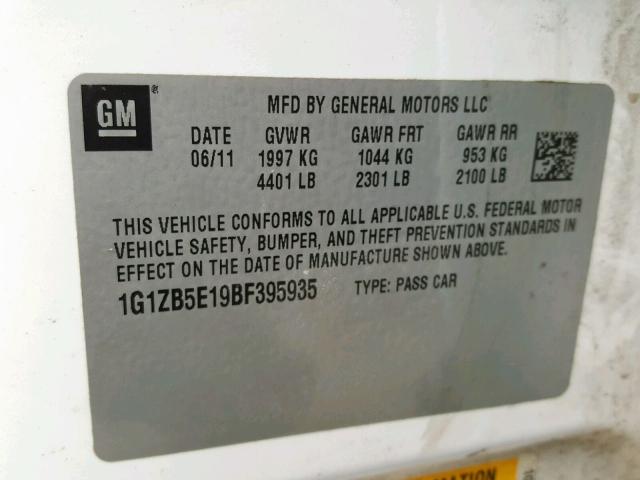 GM
MFD BY GENERAL MOTORS LLC
DATE GVWR GAWR FRT GAWR RR
06/11 1997 KG 1044 KG 953 KG
4401 LB 2301 LB 2100 LB
THIS VEHICLE CONFORMS TO ALL APPLICABLE U.S. FEDERAL MOTOR
VEHICLE SAFETY, BUMPER, AND THEFT PREVENTION STANDARDS IN
EFFECT ON THE DATE OF MANUFACTURE SHOWN ABOVE.
1G1ZB5E19BF395935 TYPE: PASS CAR